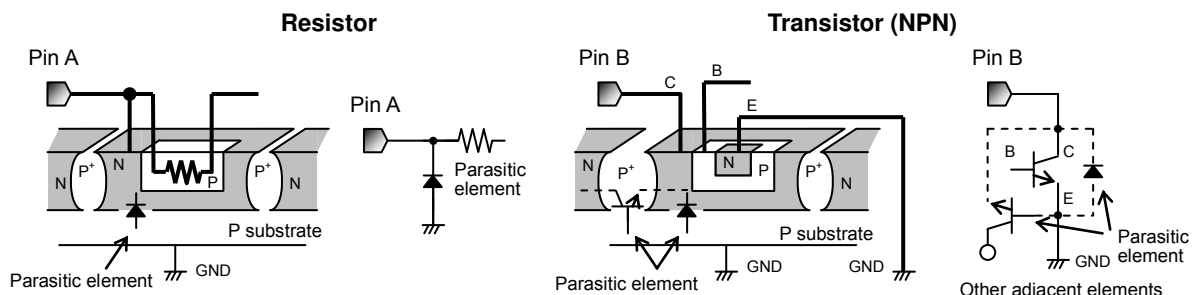 Resistor
Pin A
N
P+
N
P
P+
N
P substrate
Parasitic element
GND
Pin A
Parasitic
element
Transistor (NPN)
Pin B
C
B
E
N
P+
N
P
P+
N
P substrate
Parasitic element
GND
GND
Pin B
B
C
E
Parasitic
element
GND
Other adjacent elements